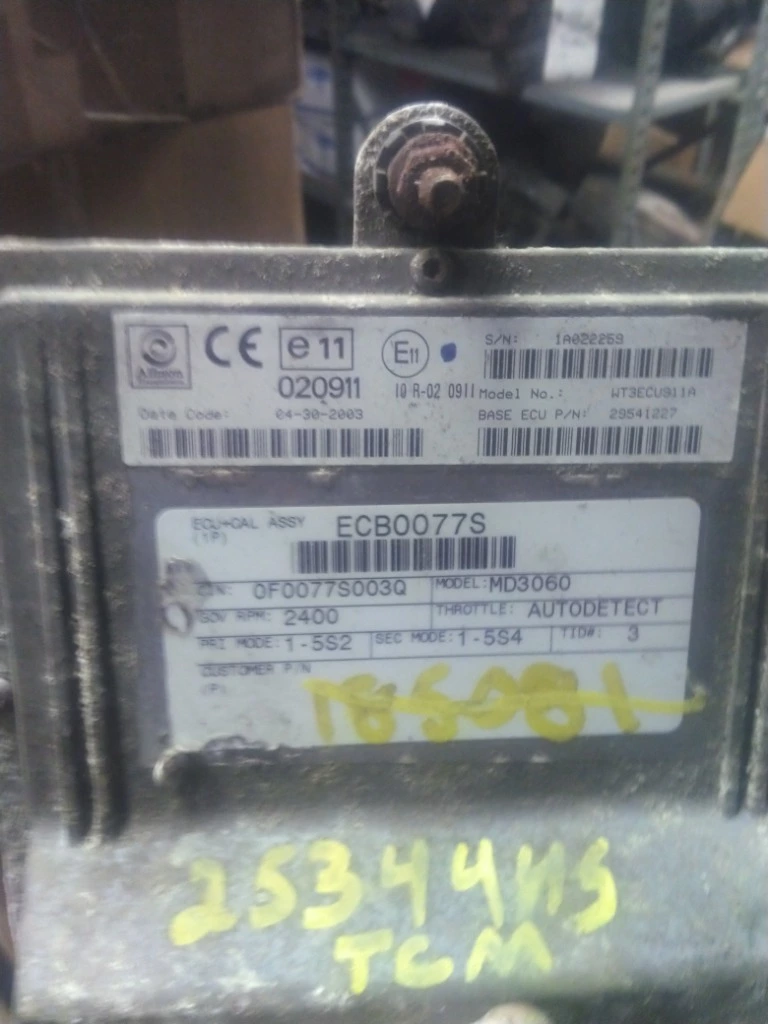 Allison
CE
e11
020911
E11
10 R-02 0911
S/N: 1A022259
Model No.: WT3ECU911A
Date Code: 04-30-2003
BASE ECU P/N: 29541227
ECU+CAL ASSY ECB0077S
(1P)
CIN: 0F0077S003Q MODEL: MD3060
GOV RPM: 2400 THROTTLE: AUTODETECT
PRI MODE: 1-5S2 SEC MODE: 1-5S4 TID#: 3
CUSTOMER P/N
(P)
185081
25344HS
TCM